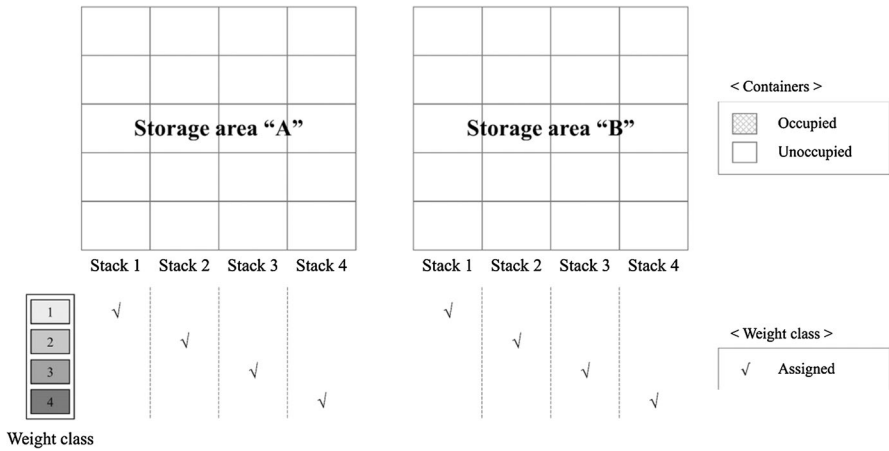 Storage area “A”
Storage area “B”
< Containers >
Occupied
Unoccupied
Stack 1 Stack 2 Stack 3 Stack 4
Stack 1 Stack 2 Stack 3 Stack 4
1 √ √
2 √ √
3 √ √
4 √ √
Weight class
< Weight class >
√ Assigned